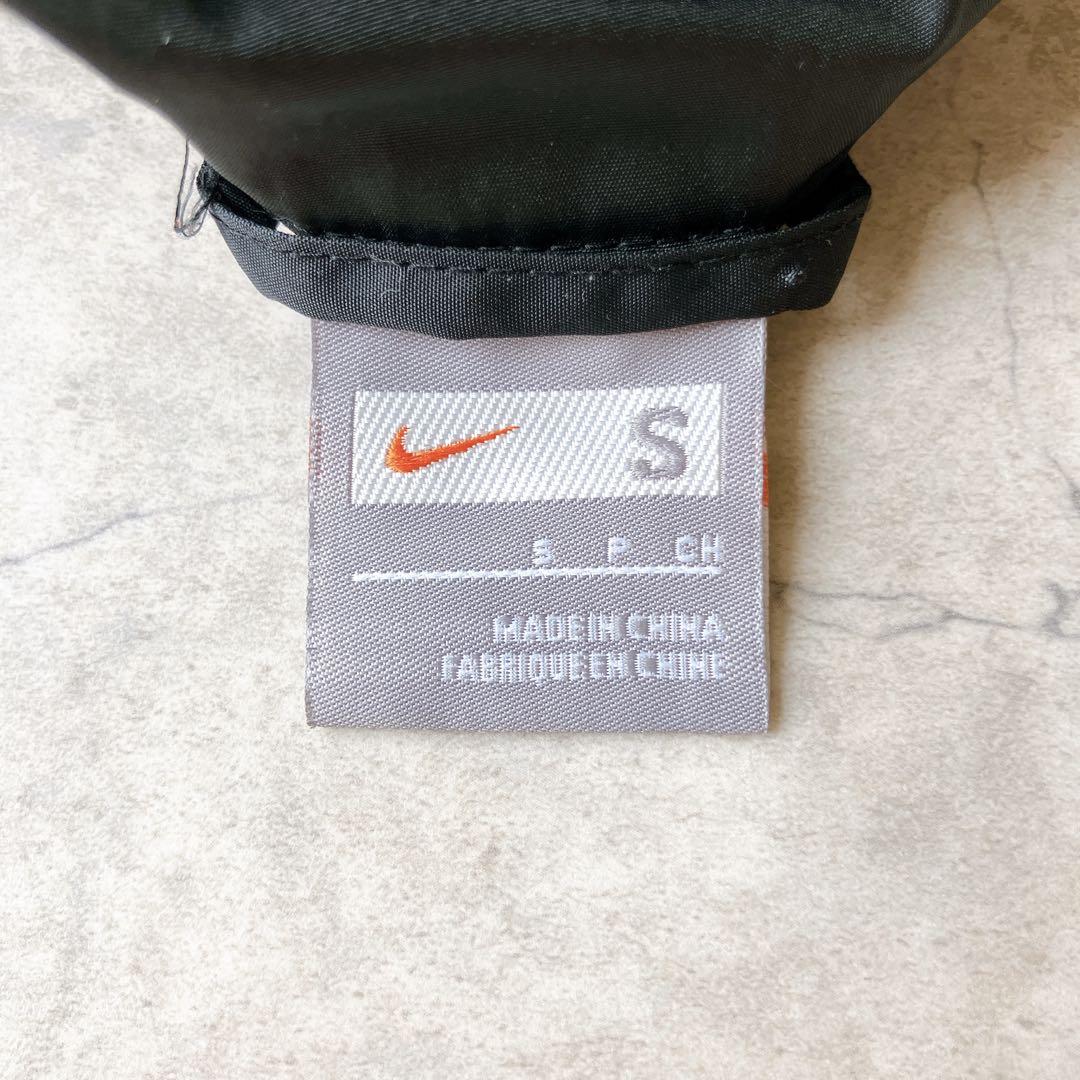 S
S P CH
MADE IN CHINA
FABRIQUE EN CHINE